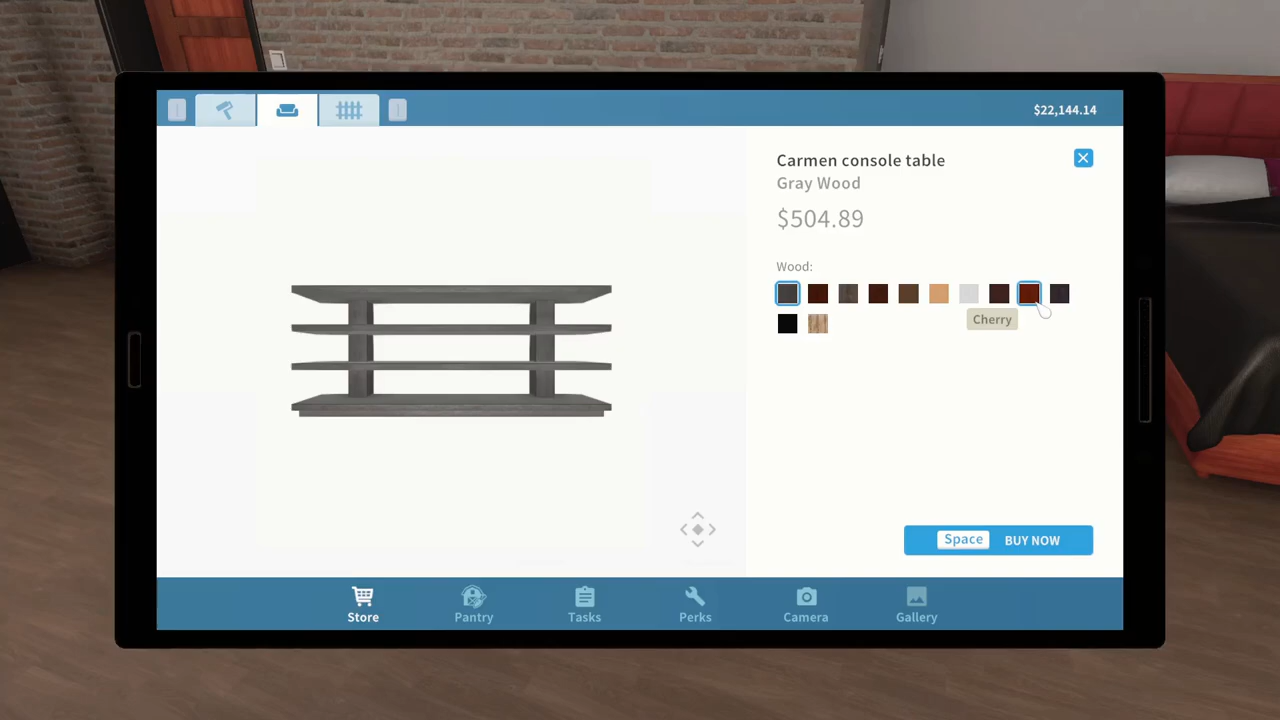 $22,144.14
Carmen console table
Gray Wood
$504.89
Wood:
Cherry
Space BUY NOW
Store Pantry Tasks Perks Camera Gallery